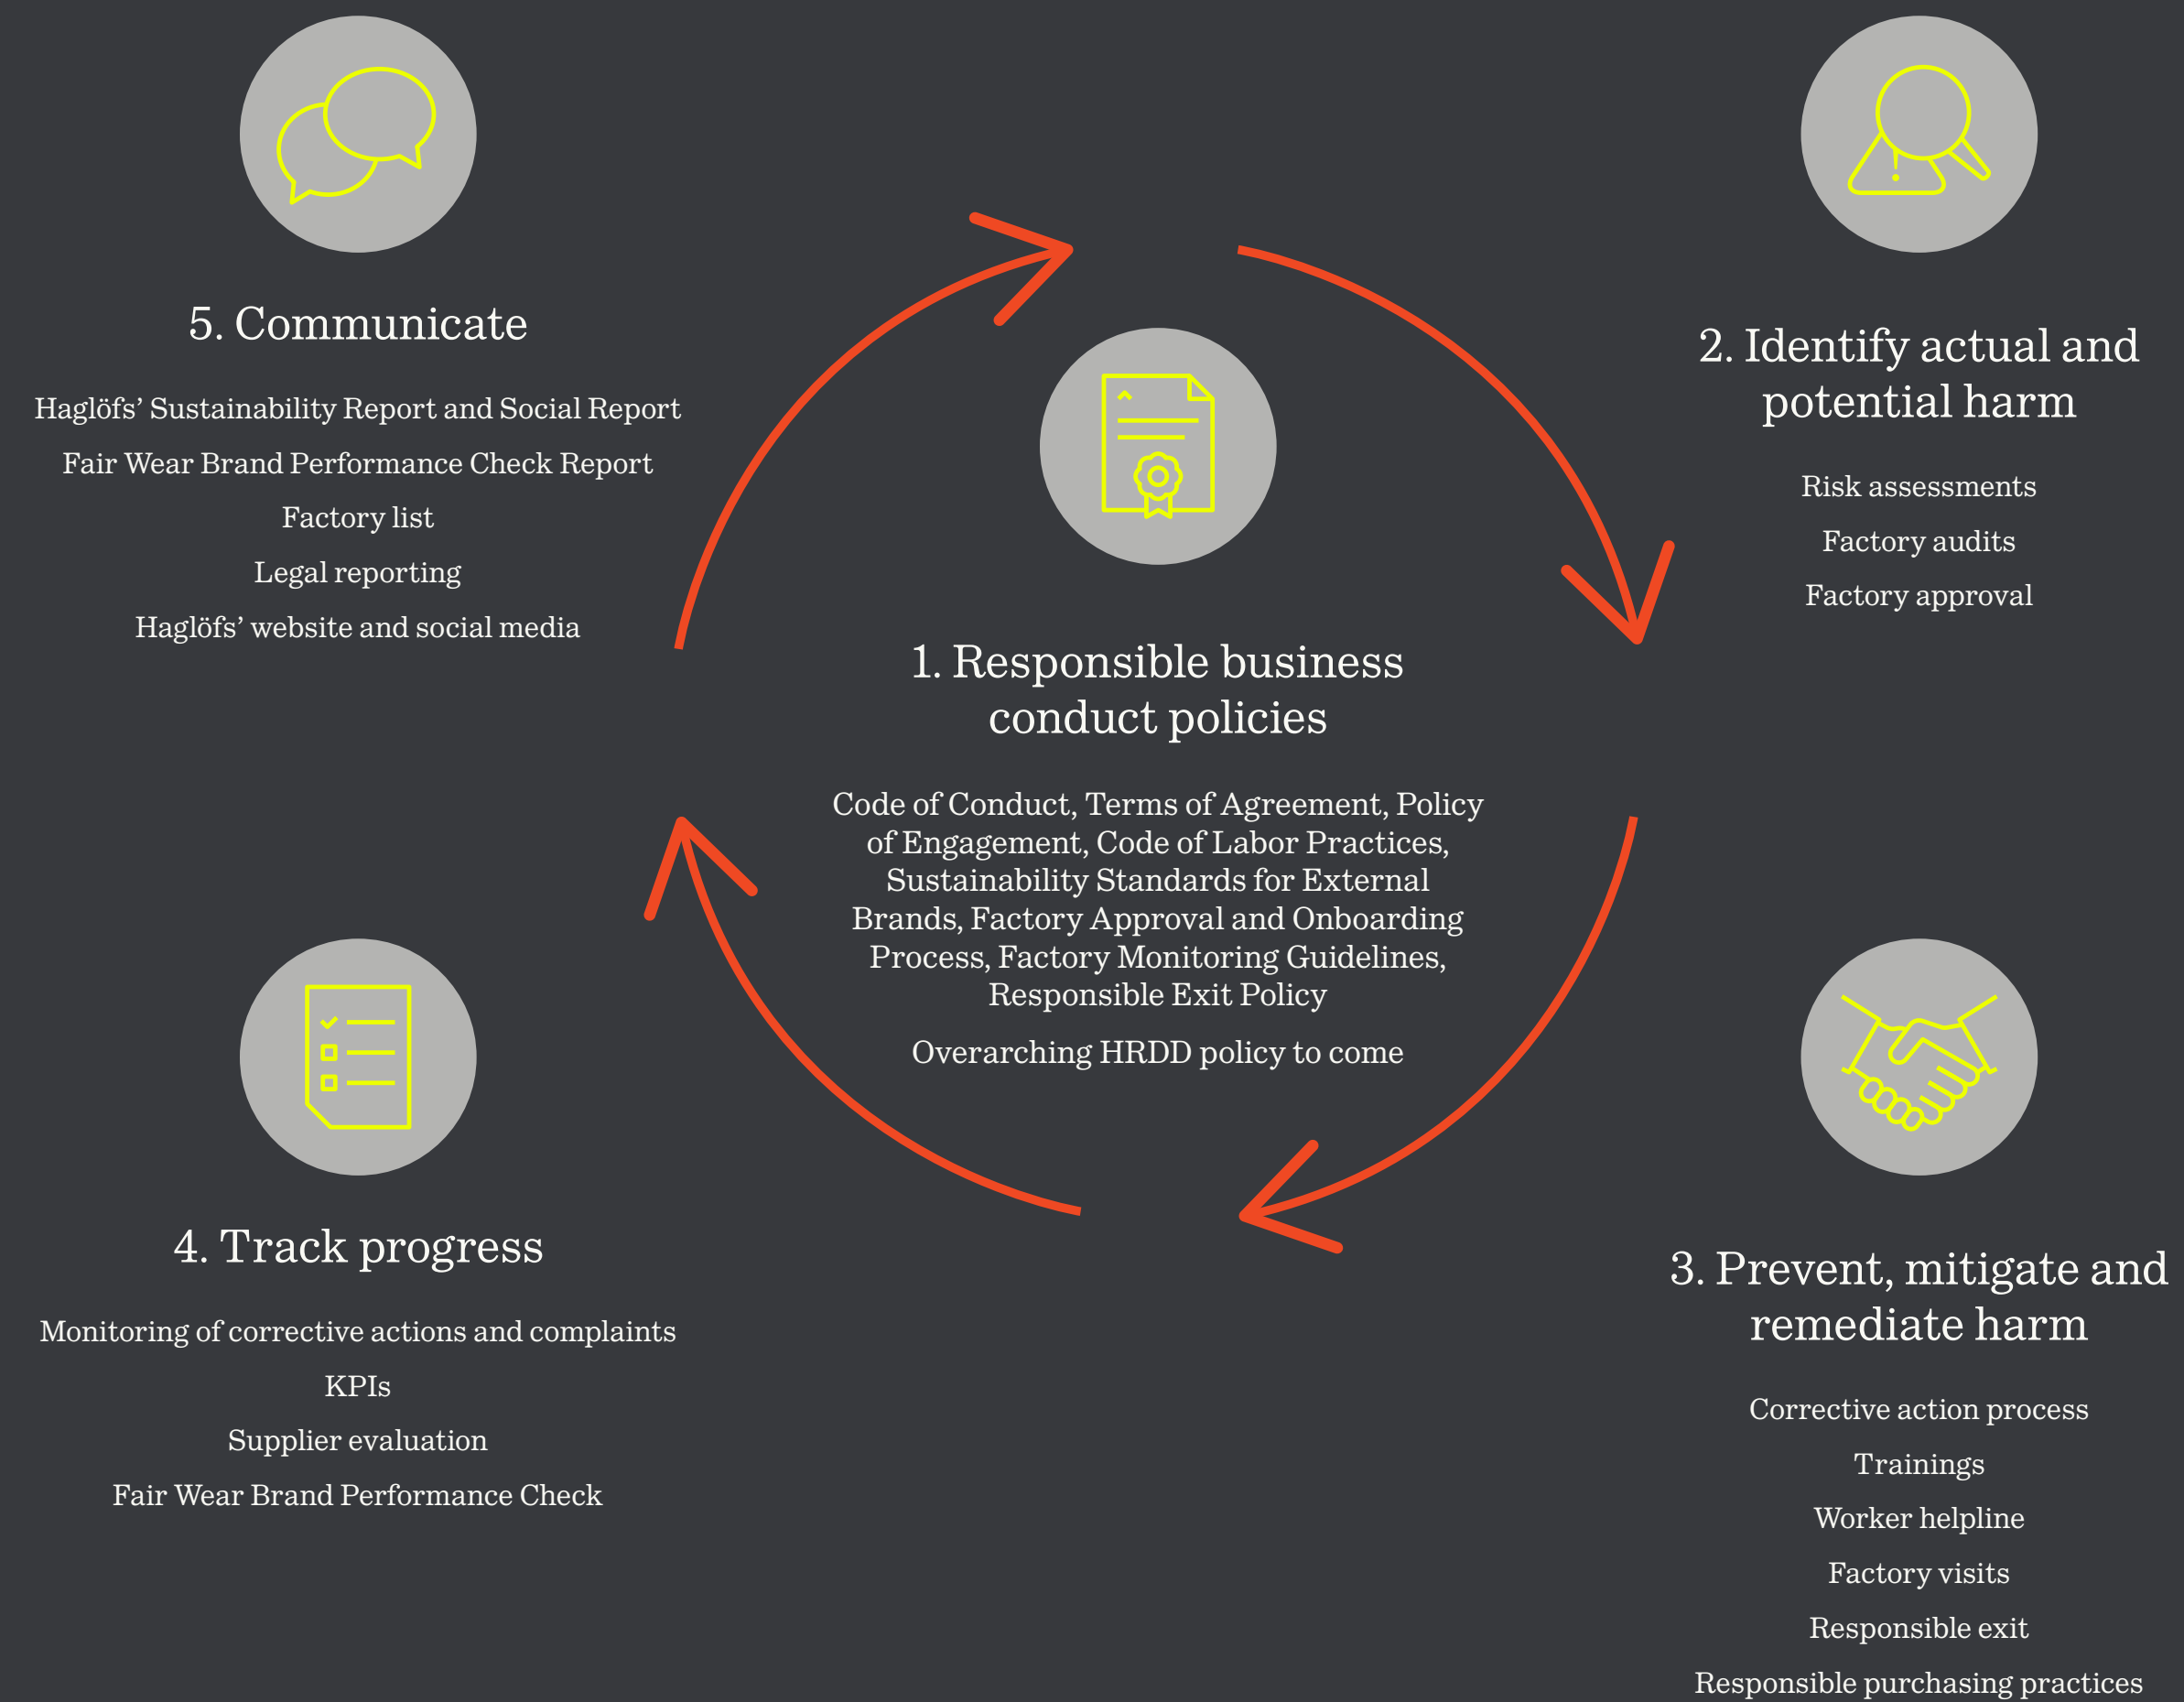 5. Communicate
Haglöfs’ Sustainability Report and Social Report
Fair Wear Brand Performance Check Report
Factory list
Legal reporting
Haglöfs’ website and social media
2. Identify actual and
potential harm
Risk assessments
Factory audits
Factory approval
1. Responsible business
conduct policies
Code of Conduct, Terms of Agreement, Policy
of Engagement, Code of Labor Practices,
Sustainability Standards for External
Brands, Factory Approval and Onboarding
Process, Factory Monitoring Guidelines,
Responsible Exit Policy
Overarching HRDD policy to come
4. Track progress
Monitoring of corrective actions and complaints
KPIs
Supplier evaluation
Fair Wear Brand Performance Check
3. Prevent, mitigate and
remediate harm
Corrective action process
Trainings
Worker helpline
Factory visits
Responsible exit
Responsible purchasing practices